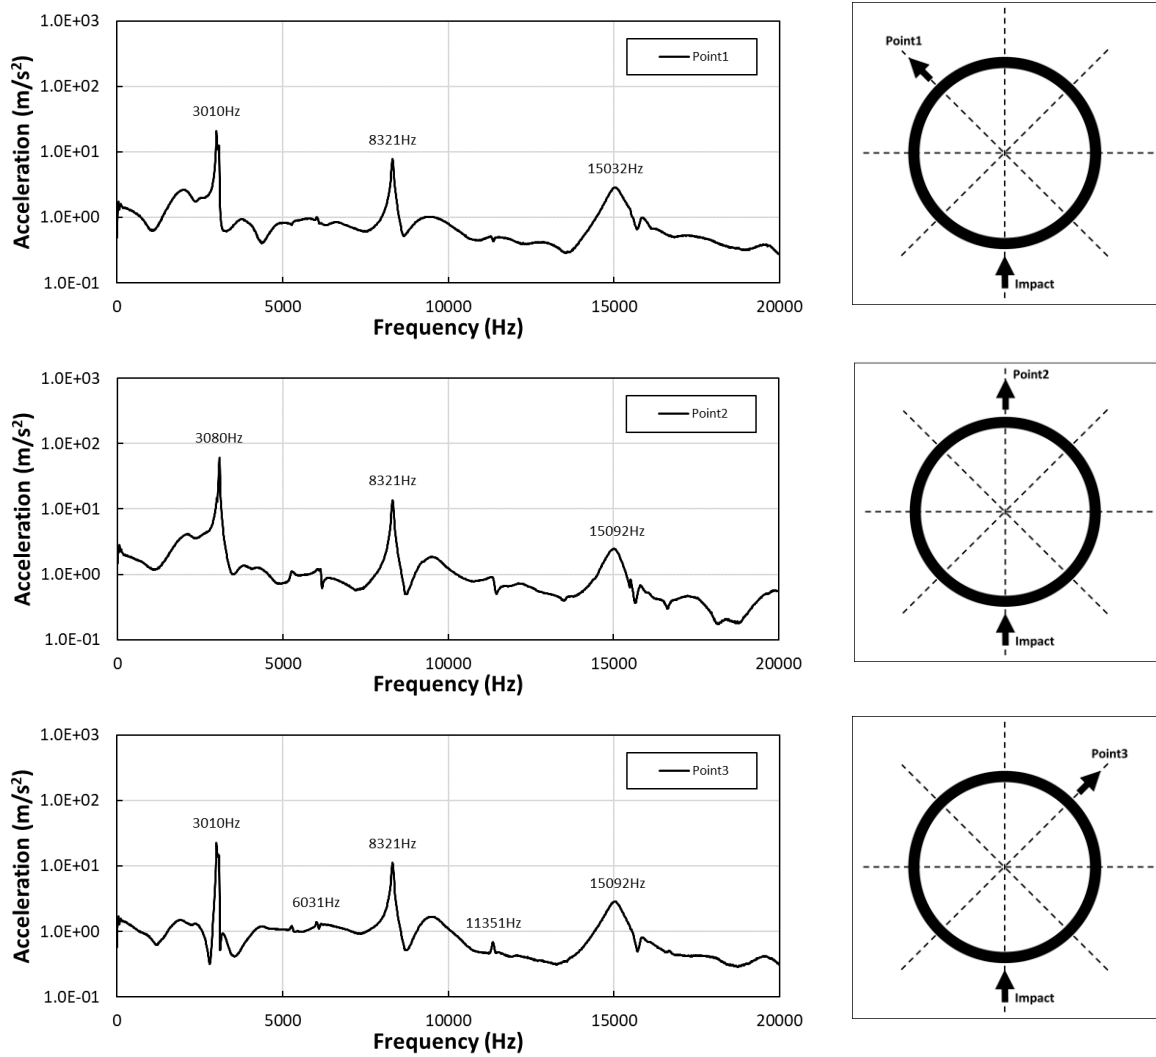 1.0E+03
1.0E+02
1.0E+01
1.0E+00
1.0E-01
Acceleration (m/s²)
Point1
3010Hz
8321Hz
15032Hz
0 5000 10000 15000 20000
Frequency (Hz)
Point1
Impact
1.0E+03
1.0E+02
1.0E+01
1.0E+00
1.0E-01
Acceleration (m/s²)
Point2
3080Hz
8321Hz
15092Hz
0 5000 10000 15000 20000
Frequency (Hz)
Point2
Impact
1.0E+03
1.0E+02
1.0E+01
1.0E+00
1.0E-01
Acceleration (m/s²)
Point3
3010Hz
6031Hz
8321Hz
11351Hz
15092Hz
0 5000 10000 15000 20000
Frequency (Hz)
Point3
Impact